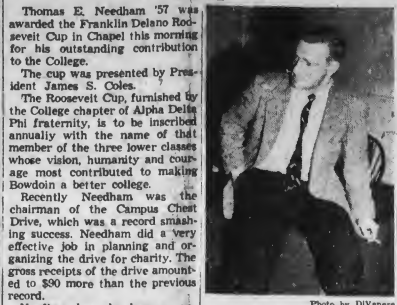 Thomas E. Needham '57 was
awarded the Franklin Delano Roo-
sevelt Cup in Chapel this morning
for his outstanding contribution
to the College.
The cup was presented by Pres-
ident James S. Coles.
The Roosevelt Cup, furnished by
the College chapter of Alpha Delta
Phi fraternity, is to be inscribed
annually with the name of that
member of the three lower classes
whose vision, humanity and cour-
age most contributed to making
Bowdoin a better college.
Recently Needham was the
chairman of the Campus Chest
Drive, which was a record smash-
ing success. Needham did a very
effective job in planning and or-
ganizing the drive for charity. The
gross receipts of the drive amount-
ed to $90 more than the previous
record.
Photo by DiVenere